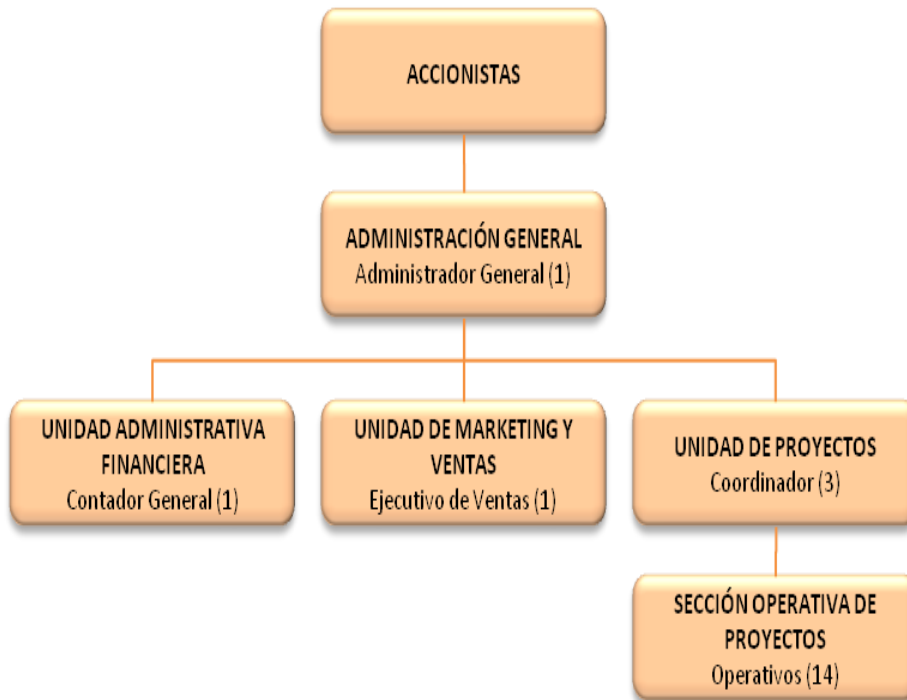 ACCIONISTAS
ADMINISTRACIÓN GENERAL
Administrador General (1)
UNIDAD ADMINISTRATIVA
FINANCIERA
Contador General (1)
UNIDAD DE MARKETING Y
VENTAS
Ejecutivo de Ventas (1)
UNIDAD DE PROYECTOS
Coordinador (3)
SECCIÓN OPERATIVA DE
PROYECTOS
Operativos (14)